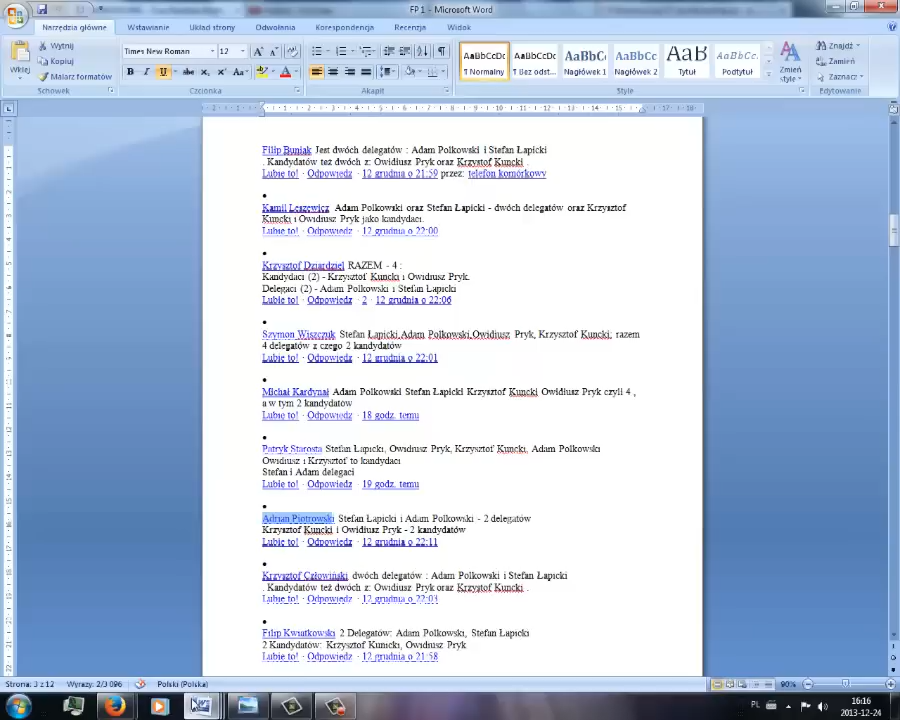 FP 1 - Microsoft Word
Narzędzia główne Wstawianie Układ strony Odwołania Korespondencja Recenzja Widok
Wklej
Wytnij
Kopiuj
Malarz formatów
Schowek
Times New Roman 12
B I U abc x₂ x² Aa
Czcionka
Akapit
AaBbCcDc AaBbCcDc AaBbC AaBbCc AaB AaBbCc
¶ Normalny ¶ Bez odst... Nagłówek 1 Nagłówek 2 Tytuł Podtytuł
Zmień style
Style
Znajdź
Zamień
Zaznacz
Edytowanie
Filip Buniak Jest dwóch delegatów : Adam Polkowski i Stefan Łapicki
. Kandydatów też dwóch z: Owidiusz Pryk oraz Krzystof Kuncki .
Lubię to! · Odpowiedz · 12 grudnia o 21:59 przez: telefon komórkowy
•
Kamil Leszewicz Adam Polkowski oraz Stefan Łapicki - dwóch delegatów oraz Krzysztof
Kuncki i Owidiusz Pryk jako kandydaci.
Lubię to! · Odpowiedz · 12 grudnia o 22:00
•
Krzysztof Dziardziel RAZEM - 4 :
Kandydaci (2) - Krzysztof Kuncki i Owidiusz Pryk.
Delegaci (2) - Adam Polkowski i Stefan Łapicki
Lubię to! · Odpowiedz · 2 · 12 grudnia o 22:06
•
Szymon Wiszczuk Stefan Łapicki,Adam Polkowski,Owidiusz Pryk, Krzysztof Kuncki; razem
4 delegatów z czego 2 kandydatów
Lubię to! · Odpowiedz · 12 grudnia o 22:01
•
Michał Kardynał Adam Polkowski Stefan Łapicki Krzysztof Kuncki Owidiusz Pryk czyli 4 ,
a w tym 2 kandydatów
Lubię to! · Odpowiedz · 18 godz. temu
•
Patryk Starosta Stefan Łapicki, Owidiusz Pryk, Krzysztof Kuncki, Adam Polkowski
Owidiusz i Krzysztof to kandydaci
Stefan i Adam delegaci
Lubię to! · Odpowiedz · 19 godz. temu
•
Adrian Piotrowski Stefan Łapicki i Adam Polkowski - 2 delegatów
Krzysztof Kuncki i Owidiusz Pryk - 2 kandydatów
Lubię to! · Odpowiedz · 12 grudnia o 22:11
•
Krzysztof Człowiński dwóch delegatów : Adam Polkowski i Stefan Łapicki
. Kandydatów też dwóch z: Owidiusz Pryk oraz Krzystof Kuncki .
Lubię to! · Odpowiedz · 12 grudnia o 22:03
•
Filip Kwiatkowski 2 Delegatów: Adam Polkowski, Stefan Łapicki
2 Kandydatów: Krzysztof Kunicki, Owidiusz Pryk
Lubię to! · Odpowiedz · 12 grudnia o 21:58
Strona: 3 z 12 Wyrazy: 2/3 096 Polski (Polska) 90%
PL 16:16
2013-12-24